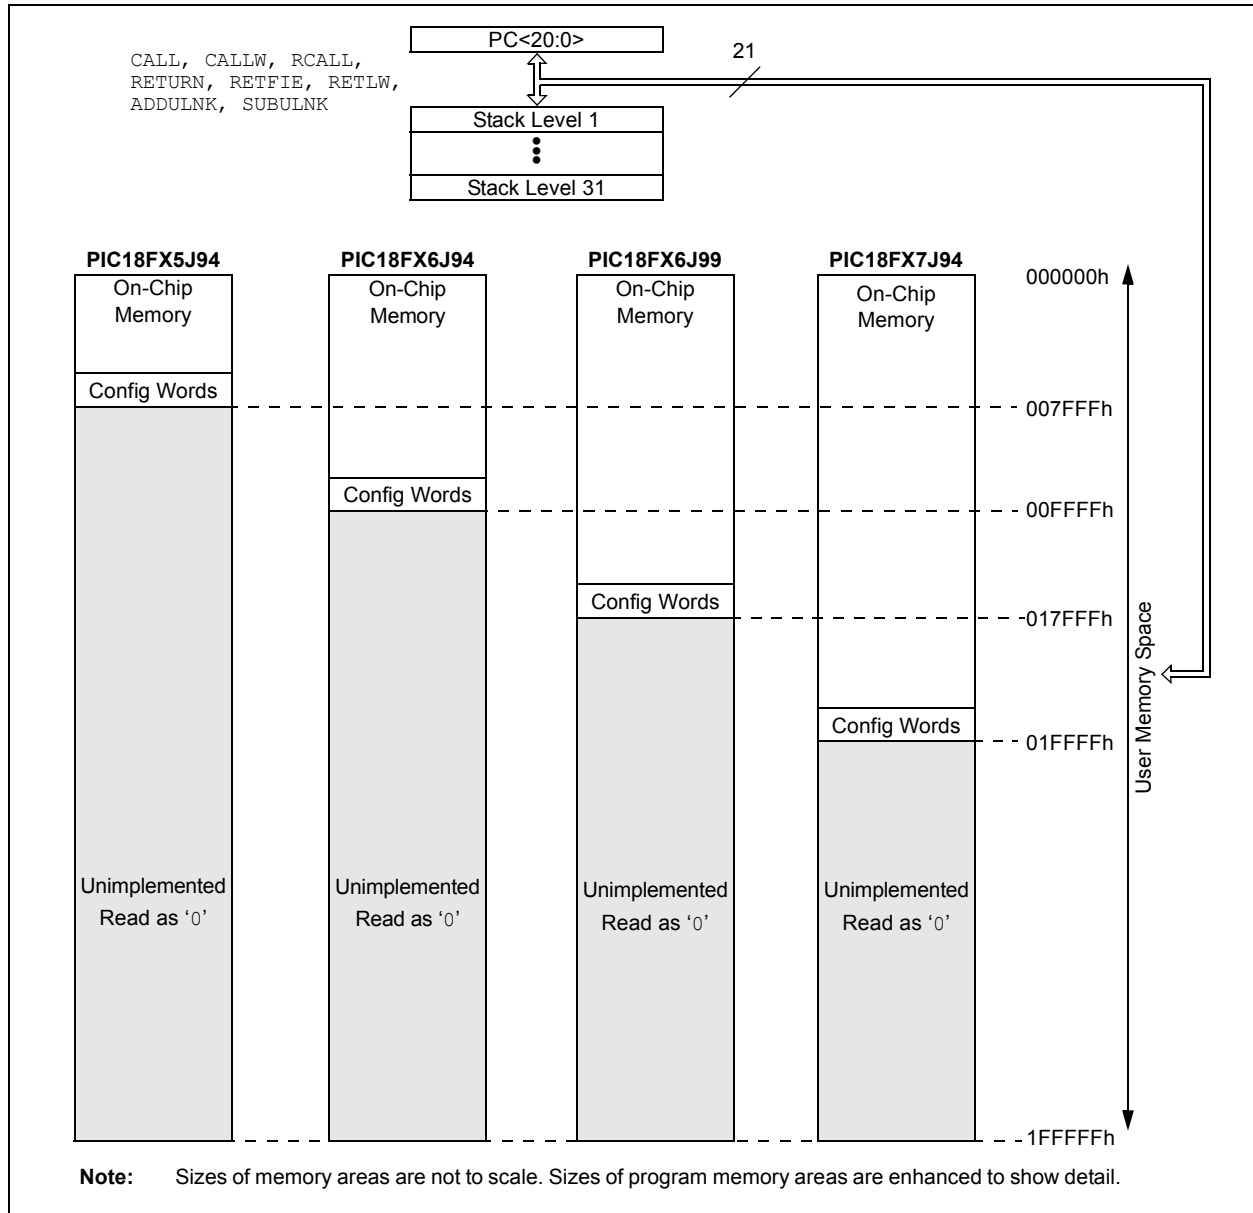 PC<20:0>
21
CALL, CALLW, RCALL,
RETURN, RETFIE, RETLW,
ADDULNK, SUBULNK
Stack Level 1
Stack Level 31
PIC18FX5J94
PIC18FX6J94
PIC18FX6J99
PIC18FX7J94
On-Chip
Memory
On-Chip
Memory
On-Chip
Memory
On-Chip
Memory
000000h
Config Words
007FFFh
Config Words
00FFFFh
Config Words
017FFFh
Config Words
01FFFFh
User Memory Space
Unimplemented
Read as ‘0’
Unimplemented
Read as ‘0’
Unimplemented
Read as ‘0’
Unimplemented
Read as ‘0’
1FFFFFh
Note: Sizes of memory areas are not to scale. Sizes of program memory areas are enhanced to show detail.